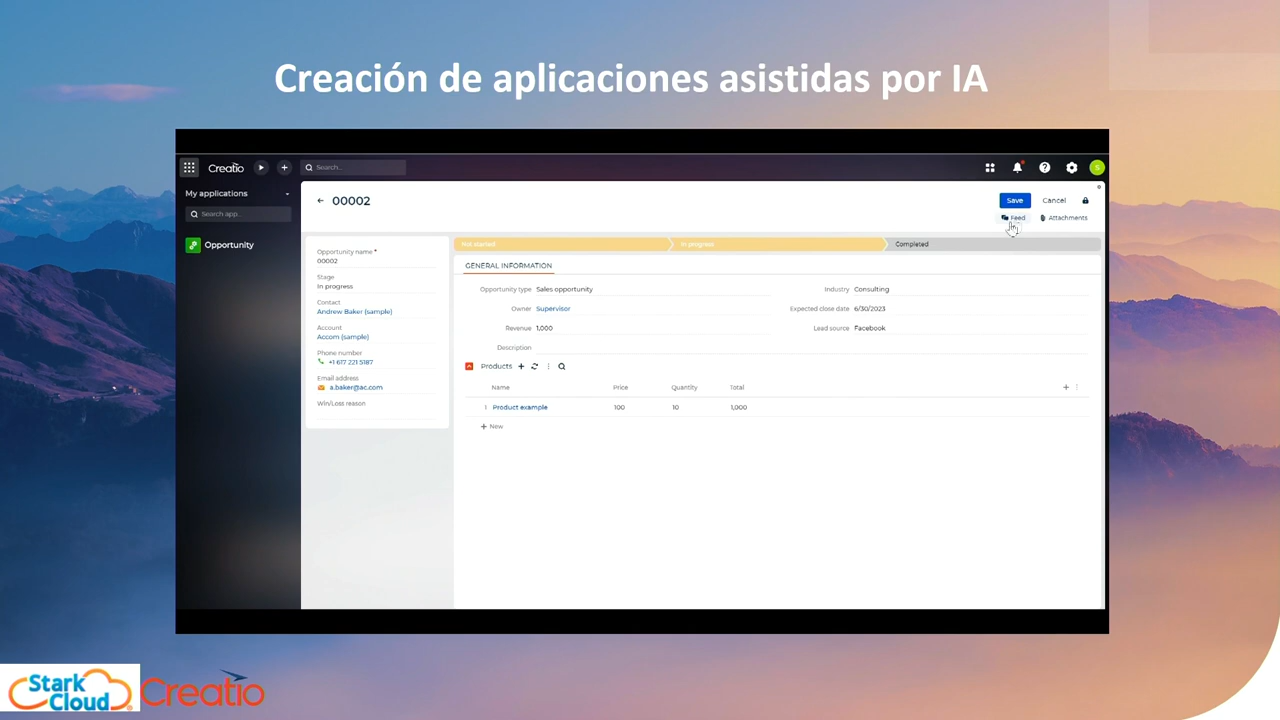 Creación de aplicaciones asistidas por IA
Creatio
Search...
My applications
Search app...
Opportunity
00002
Save
Cancel
Feed
Attachments
Opportunity name *
00002
Stage
In progress
Contact
Andrew Baker (sample)
Account
Accom (sample)
Phone number
+1 617 221 5187
Email address
a.baker@ac.com
Win/Loss reason
Not started
In progress
Completed
GENERAL INFORMATION
Opportunity type Sales opportunity
Industry Consulting
Owner Supervisor
Expected close date 6/30/2023
Revenue 1,000
Lead source Facebook
Description
Products
Name Price Quantity Total
1 Product example 100 10 1,000
+ New
Stark
Cloud
Creatio